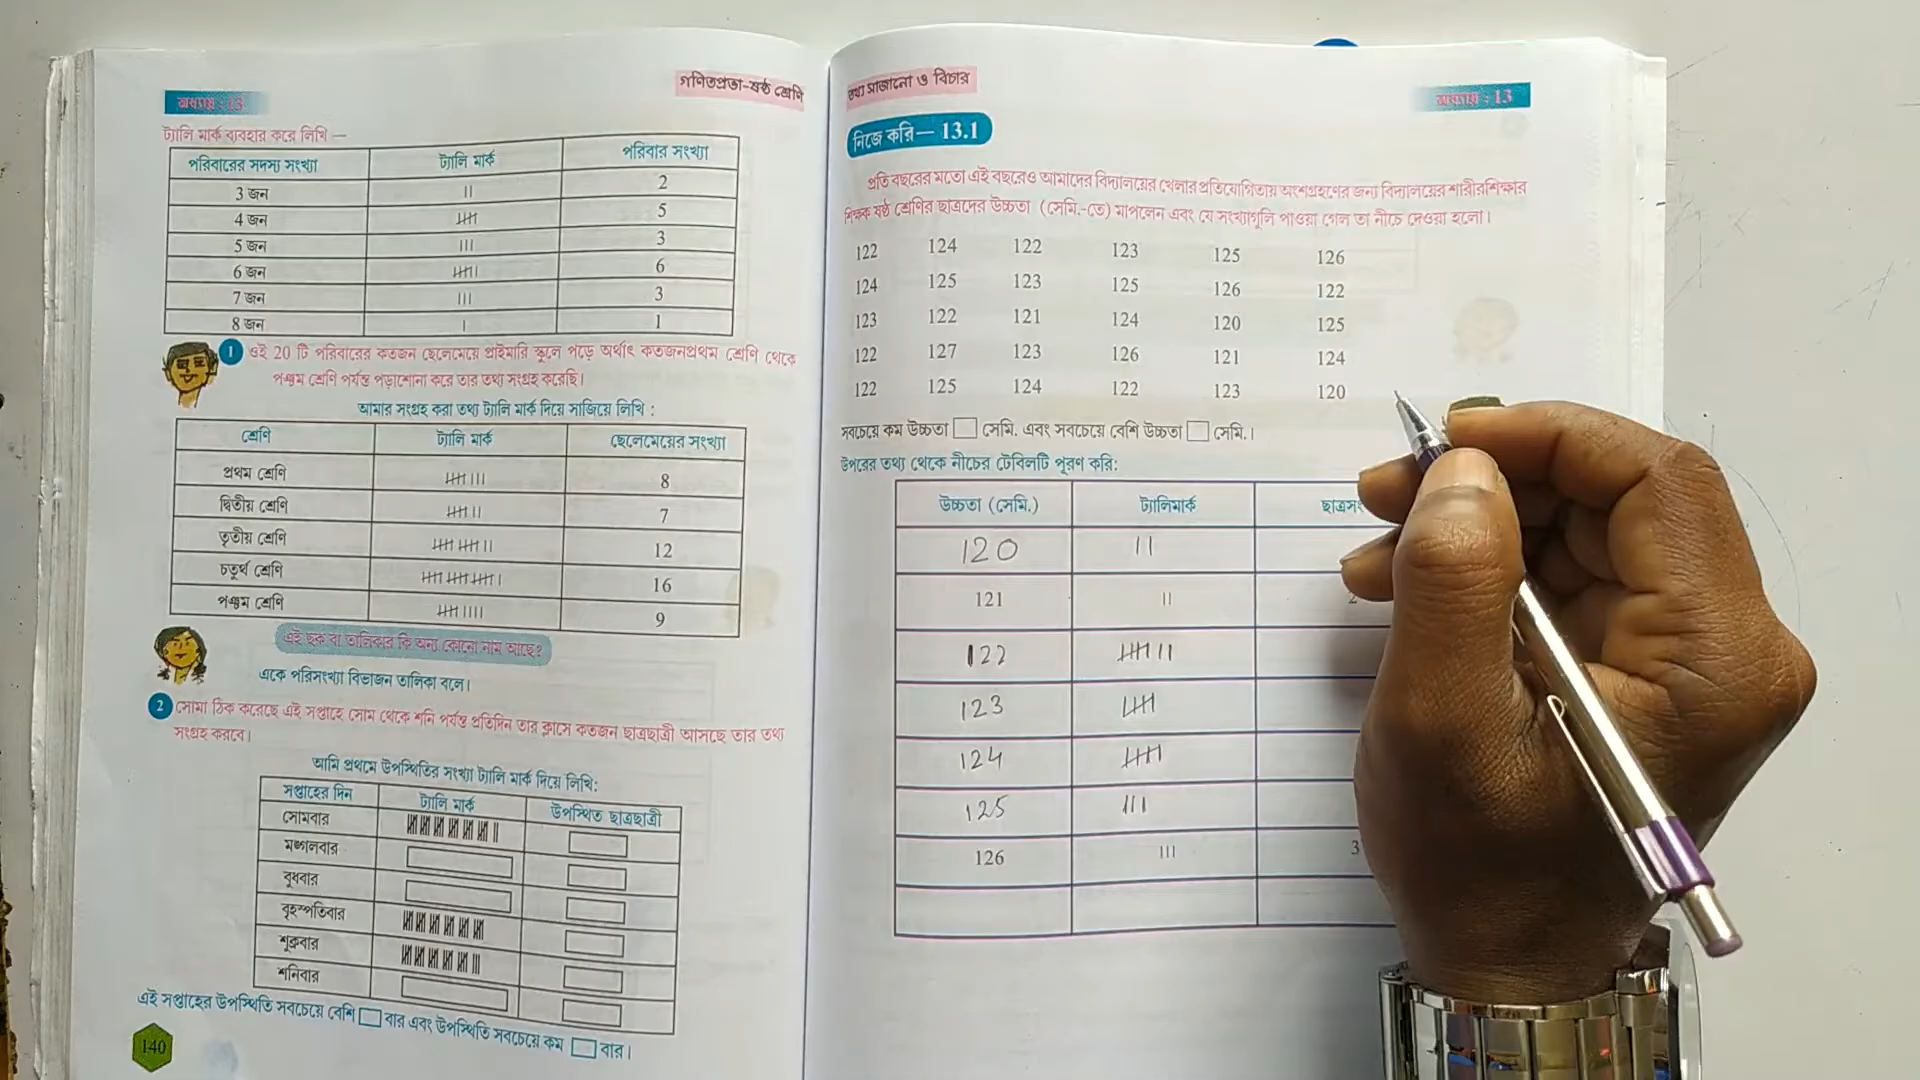 অধ্যায় : 13
গণিতপ্রভা-ষষ্ঠ শ্রেণি
ট্যালি মার্ক ব্যবহার করে লিখি —
পরিবারের সদস্য সংখ্যা ট্যালি মার্ক পরিবার সংখ্যা
3 জন || 2
4 জন 5
5 জন ||| 3
6 জন 6
7 জন ||| 3
8 জন | 1
1 ওই 20 টি পরিবারের কতজন ছেলেমেয়ে প্রাইমারি স্কুলে পড়ে অর্থাৎ কতজনপ্রথম শ্রেণি থেকে
পঞ্চম শ্রেণি পর্যন্ত পড়াশোনা করে তার তথ্য সংগ্রহ করেছি।
আমার সংগ্রহ করা তথ্য ট্যালি মার্ক দিয়ে সাজিয়ে লিখি :
শ্রেণি ট্যালি মার্ক ছেলেমেয়ের সংখ্যা
প্রথম শ্রেণি 8
দ্বিতীয় শ্রেণি 7
তৃতীয় শ্রেণি 12
চতুর্থ শ্রেণি 16
পঞ্চম শ্রেণি 9
এই ছক বা তালিকার কি অন্য কোনো নাম আছে?
একে পরিসংখ্যা বিভাজন তালিকা বলে।
2 সোমা ঠিক করেছে এই সপ্তাহে সোম থেকে শনি পর্যন্ত প্রতিদিন তার ক্লাসে কতজন ছাত্রছাত্রী আসছে তার তথ্য
সংগ্রহ করবে।
আমি প্রথমে উপস্থিতির সংখ্যা ট্যালি মার্ক দিয়ে লিখি:
সপ্তাহের দিন ট্যালি মার্ক উপস্থিত ছাত্রছাত্রী
সোমবার
মঙ্গলবার
বুধবার
বৃহস্পতিবার
শুক্রবার
শনিবার
এই সপ্তাহের উপস্থিতি সবচেয়ে বেশি বার এবং উপস্থিতি সবচেয়ে কম বার।
140
তথ্য সাজানো ও বিচার
অধ্যায় : 13
নিজে করি— 13.1
প্রতি বছরের মতো এই বছরেও আমাদের বিদ্যালয়ের খেলার প্রতিযোগিতায় অংশগ্রহণের জন্য বিদ্যালয়ের শারীরশিক্ষার
শিক্ষক ষষ্ঠ শ্রেণির ছাত্রদের উচ্চতা (সেমি.-তে) মাপলেন এবং যে সংখ্যাগুলি পাওয়া গেল তা নীচে দেওয়া হলো।
122 124 122 123 125 126
124 125 123 125 126 122
123 122 121 124 120 125
122 127 123 126 121 124
122 125 124 122 123 120
সবচেয়ে কম উচ্চতা সেমি. এবং সবচেয়ে বেশি উচ্চতা সেমি.।
উপরের তথ্য থেকে নীচের টেবিলটি পূরণ করি:
উচ্চতা (সেমি.) ট্যালিমার্ক
120 ||
121 || 2
122
123
124
125 |||
126 ||| 3